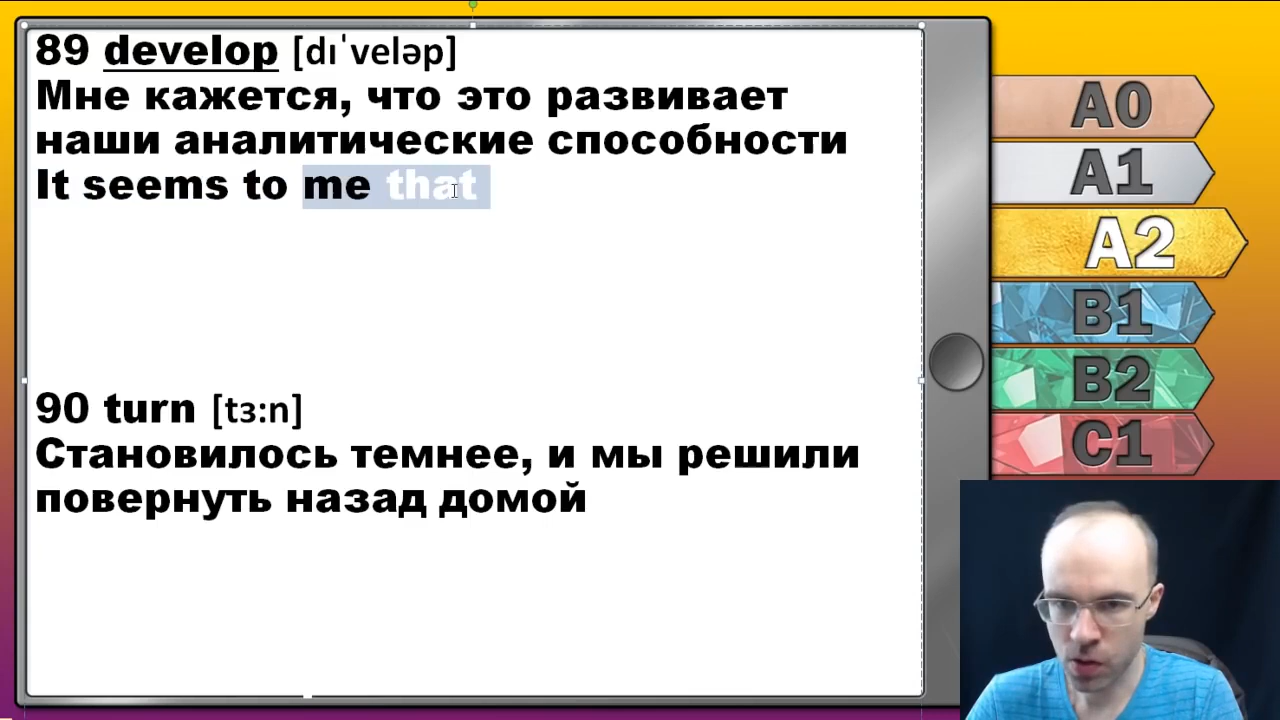 89 develop [dɪˈveləp]
Мне кажется, что это развивает
наши аналитические способности
It seems to me that
90 turn [tɜ:n]
Становилось темнее, и мы решили
повернуть назад домой
A0
A1
A2
B1
B2
C1